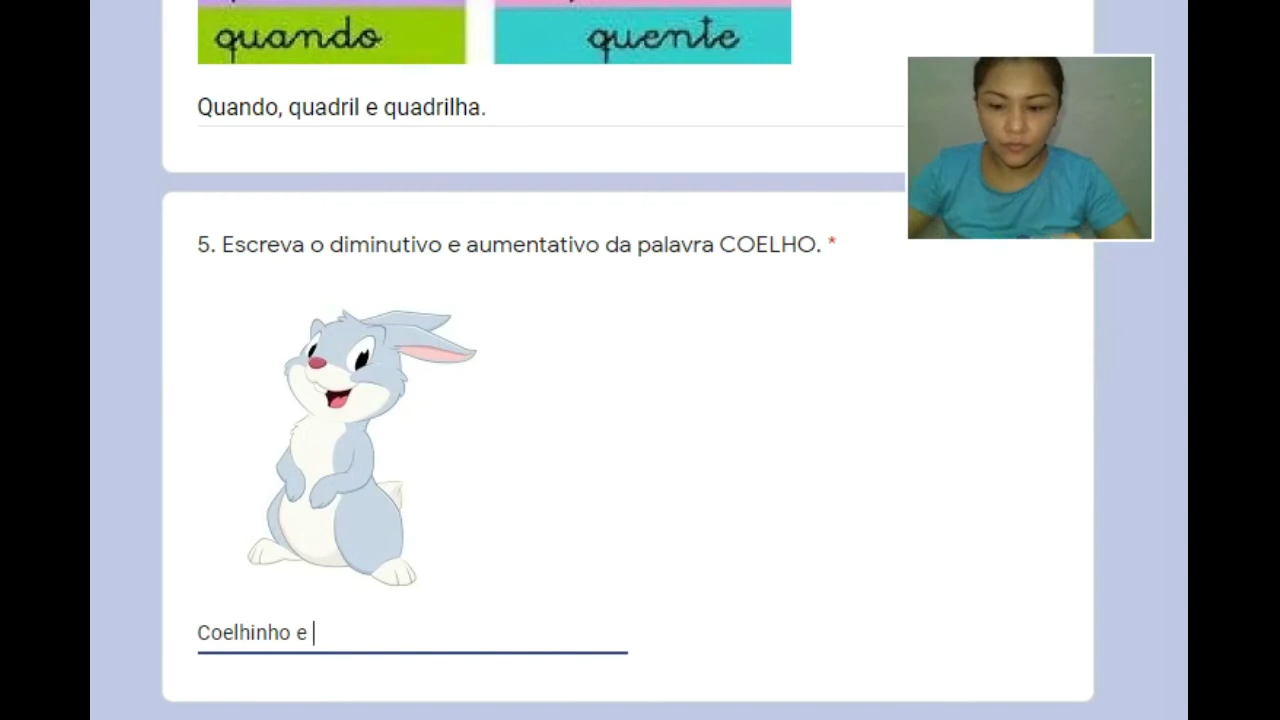 quando
quente
Quando, quadril e quadrilha.
5. Escreva o diminutivo e aumentativo da palavra COELHO. *
Coelhinho e